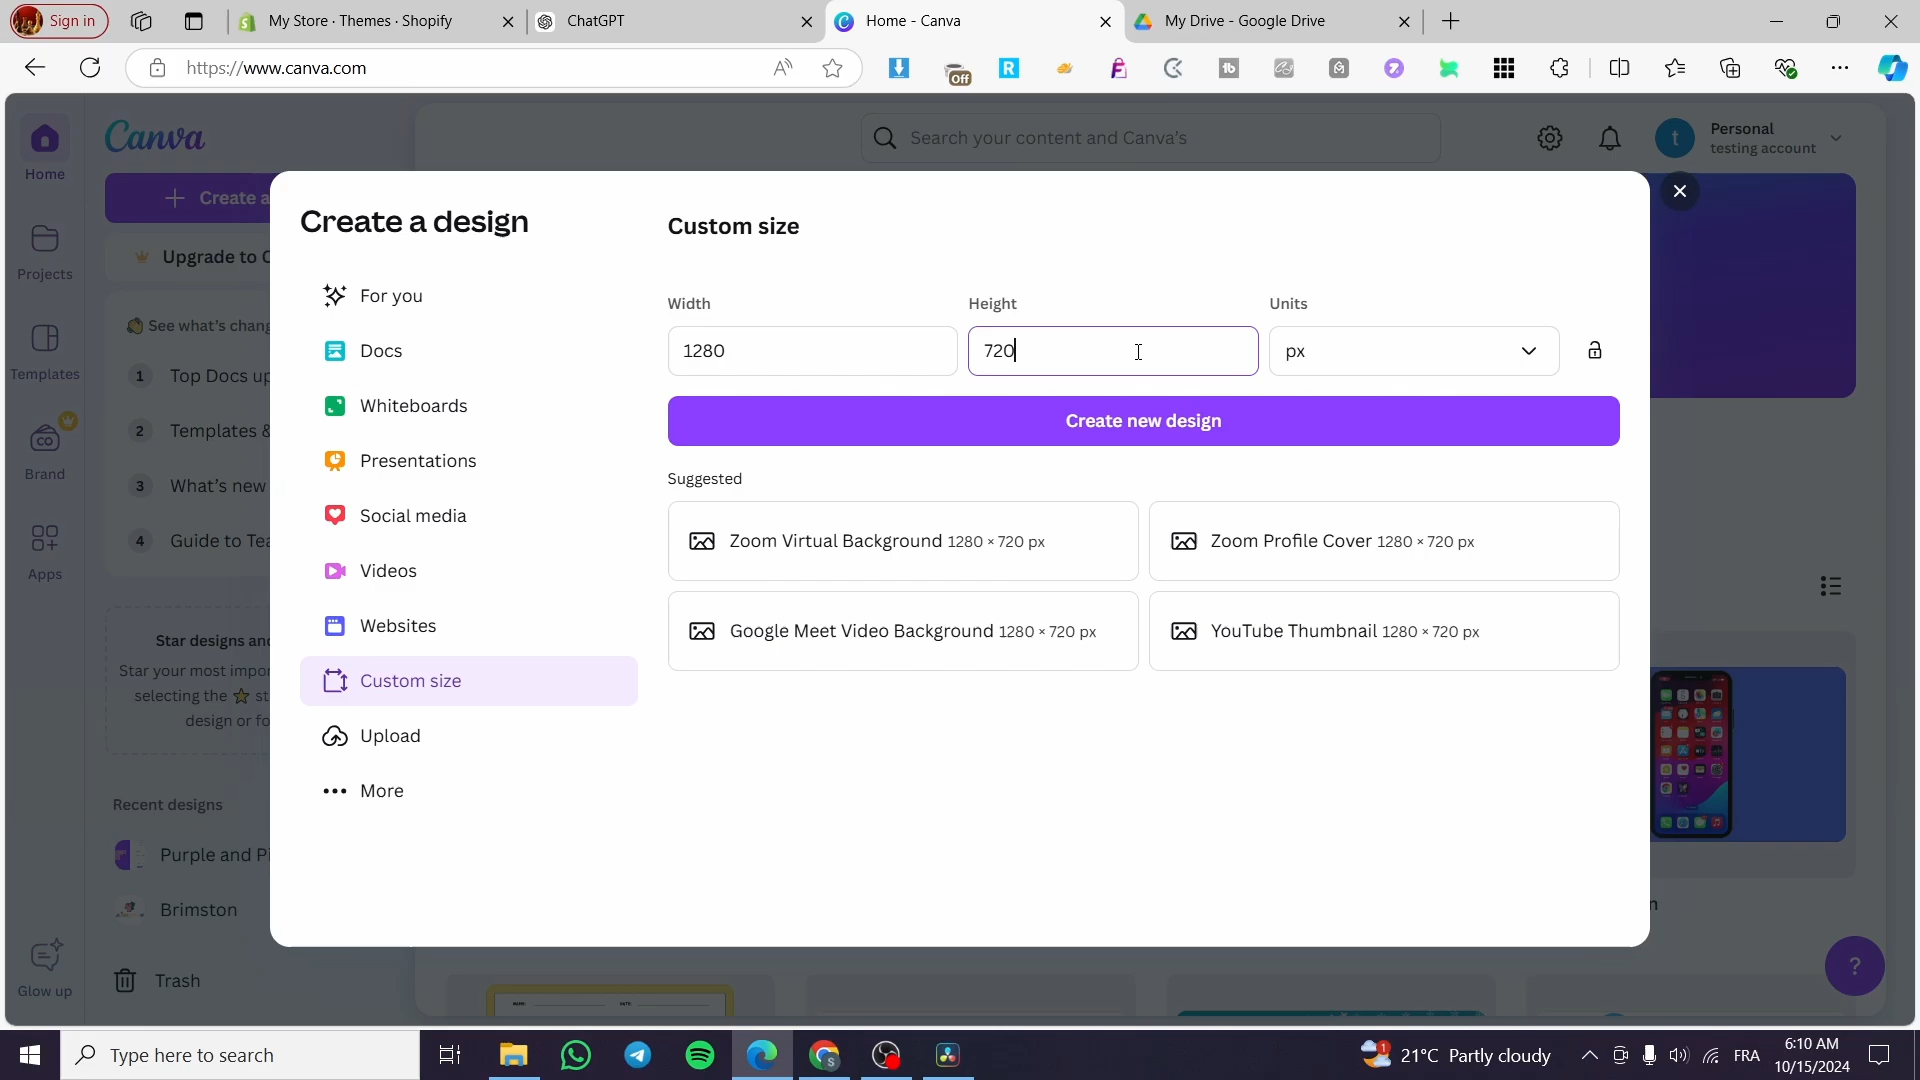 Sign in
My Store · Themes · Shopify
ChatGPT
Home - Canva
My Drive - Google Drive
https://www.canva.com
Off
Canva
Search your content and Canva's
Personal
testing account
Home
Create a
Upgrade to C
Projects
See what's chang
Templates
1 Top Docs up
2 Templates &
Brand
3 What's new
4 Guide to Tea
Apps
Star designs and
Star your most impor
selecting the ⭐ st
design or fo
Recent designs
Purple and Pi
Brimston
Glow up
Trash
Create a design
For you
Docs
Whiteboards
Presentations
Social media
Videos
Websites
Custom size
Upload
More
Custom size
Width
Height
Units
1280
720
px
Create new design
Suggested
Zoom Virtual Background 1280 × 720 px
Zoom Profile Cover 1280 × 720 px
Google Meet Video Background 1280 × 720 px
YouTube Thumbnail 1280 × 720 px
?
Type here to search
21°C Partly cloudy
FRA
6:10 AM
10/15/2024